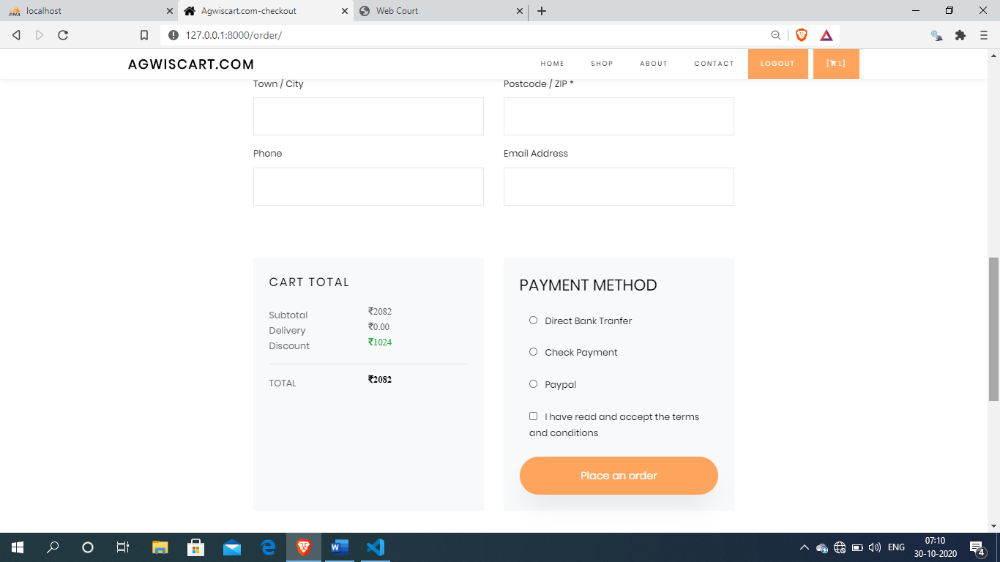 localhost
Agwiscart.com-checkout
Web Court
127.0.0.1:8000/order/
AGWISCART.COM
HOME
SHOP
ABOUT
CONTACT
LOGOUT
[1]
Town / City
Postcode / ZIP *
Phone
Email Address
CART TOTAL
Subtotal ₹2082
Delivery ₹0.00
Discount ₹1024
TOTAL ₹2082
PAYMENT METHOD
Direct Bank Tranfer
Check Payment
Paypal
I have read and accept the terms
and conditions
Place an order
ENG
07:10
30-10-2020
4